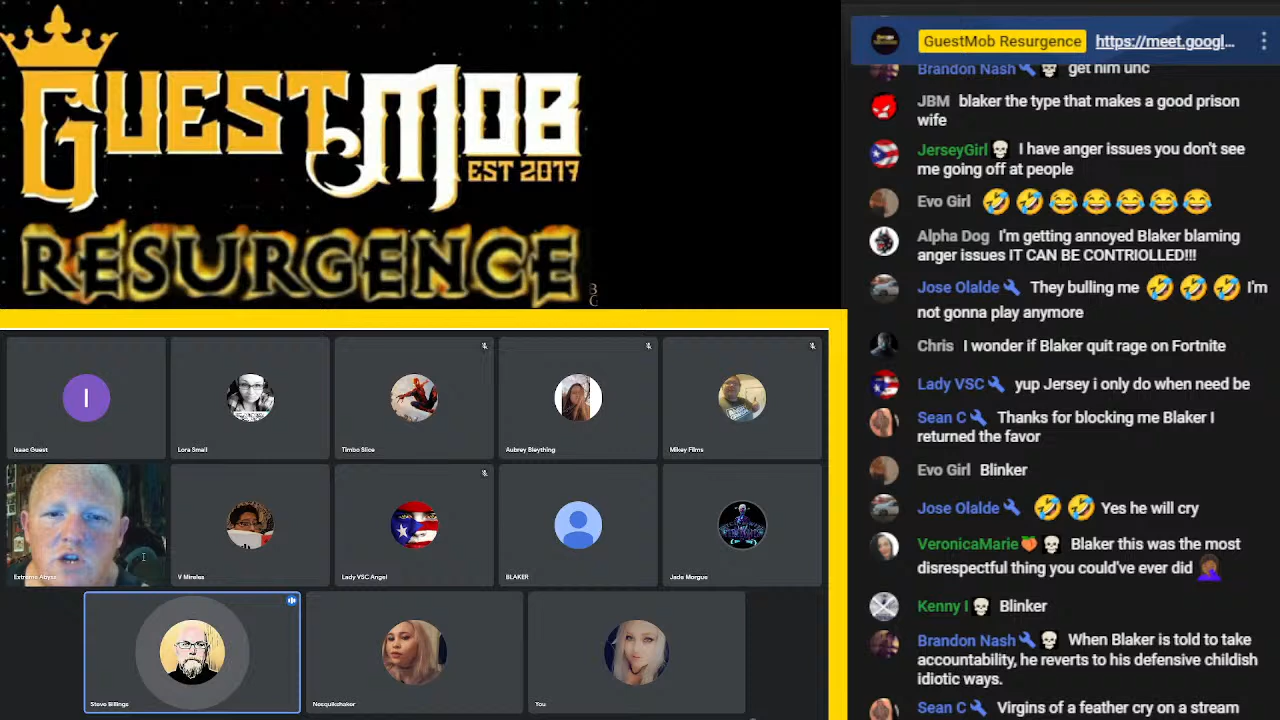 GUESTMOB
EST 2017
RESURGENCE
B
G
I
Isaac Guest
Lora Small
Timbo Slice
Aubrey Bleything
Mikey Films
Extreme Abyss
V Mireles
Lady VSC Angel
BLAKER
Jade Morgue
Steve Billings
Nesquikshaker
You
GuestMob Resurgence https://meet.googl...
Brandon Nash get him unc
JBM blaker the type that makes a good prison
wife
JerseyGirl I have anger issues you don't see
me going off at people
Evo Girl 🤣🤣😂😂😂😂😂
Alpha Dog I'm getting annoyed Blaker blaming
anger issues IT CAN BE CONTRIOLLED!!!
Jose Olalde They bulling me 🤣🤣🤣 I'm
not gonna play anymore
Chris I wonder if Blaker quit rage on Fortnite
Lady VSC yup Jersey i only do when need be
Sean C Thanks for blocking me Blaker I
returned the favor
Evo Girl Blinker
Jose Olalde 🤣🤣 Yes he will cry
VeronicaMarie🍑 Blaker this was the most
disrespectful thing you could've ever did 🤦🏾‍♀️
Kenny I Blinker
Brandon Nash When Blaker is told to take
accountability, he reverts to his defensive childish
idiotic ways.
Sean C Virgins of a feather cry on a stream